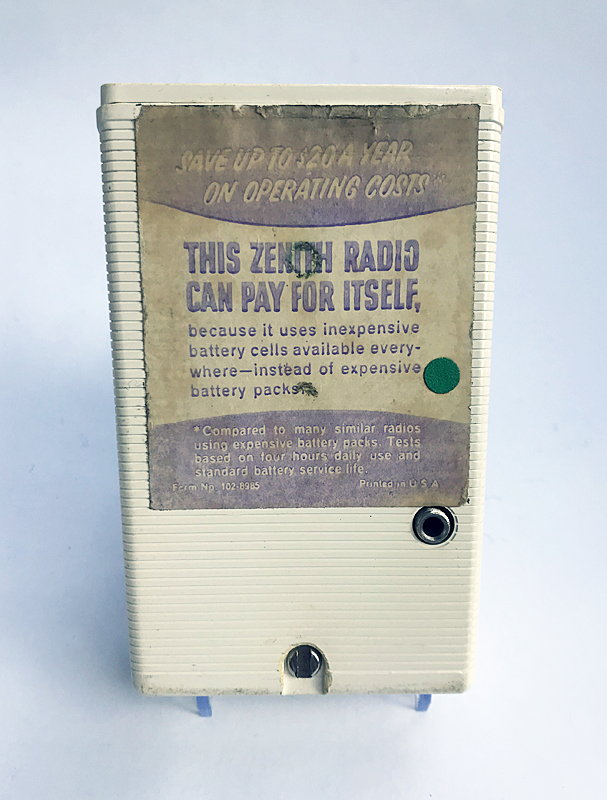 SAVE UP TO $20 A YEAR
ON OPERATING COSTS*
THIS ZENITH RADIO
CAN PAY FOR ITSELF,
because it uses inexpensive
battery cells available every-
where—instead of expensive
battery packs.
*Compared to many similar radios
using expensive battery packs. Tests
based on four hours daily use and
standard battery service life.
Form No. 102-8985 Printed in U S A